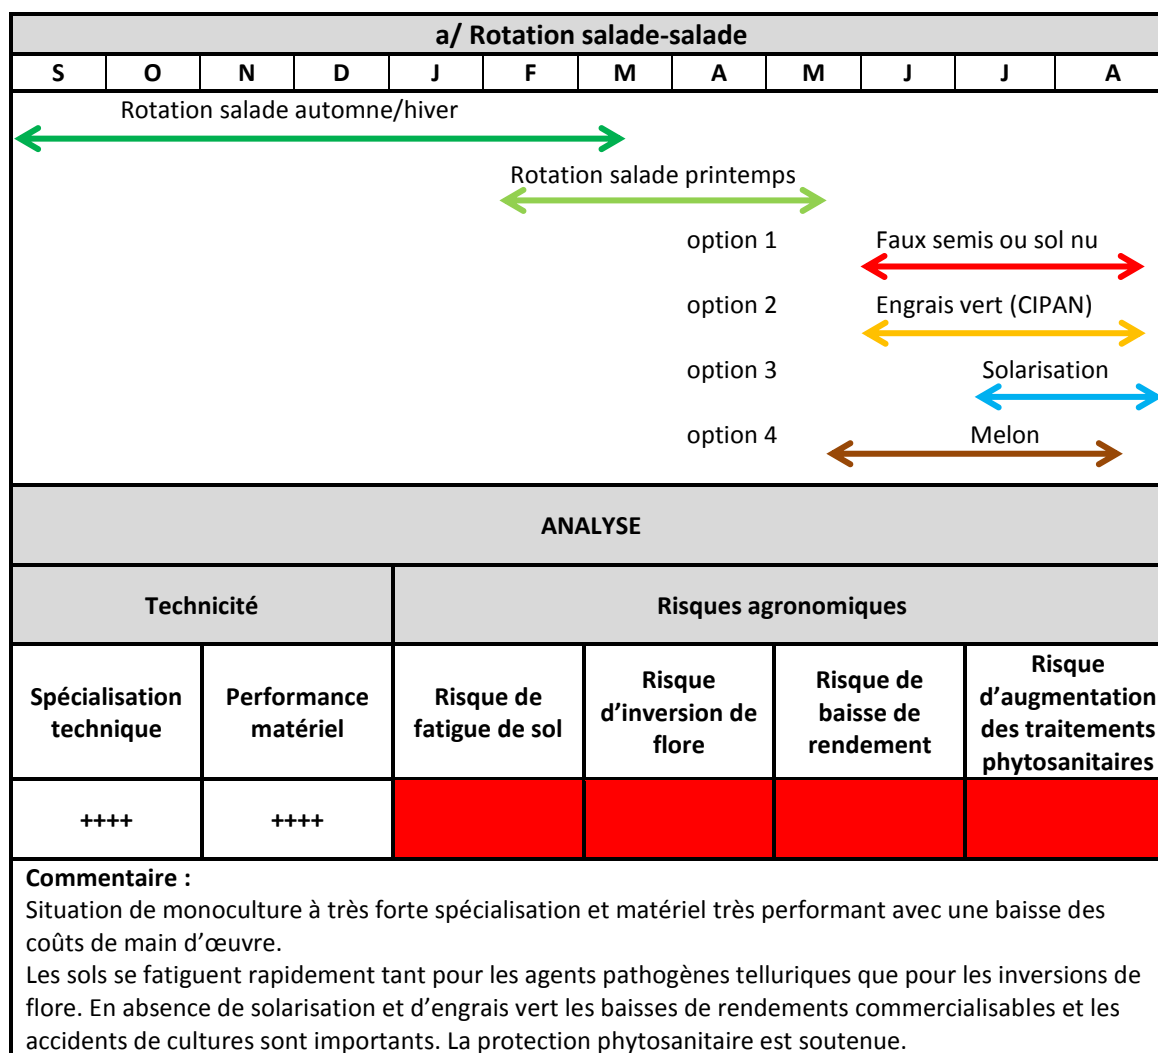 a/ Rotation salade-salade
S O N D J F M A M J J A
Rotation salade automne/hiver
Rotation salade printemps
option 1 Faux semis ou sol nu
option 2 Engrais vert (CIPAN)
option 3 Solarisation
option 4 Melon
ANALYSE
Technicité Risques agronomiques
Spécialisation
technique
Performance
matériel
Risque de
fatigue de sol
Risque
d’inversion de
flore
Risque de
baisse de
rendement
Risque
d’augmentation
des traitements
phytosanitaires
++++ ++++
Commentaire :
Situation de monoculture à très forte spécialisation et matériel très performant avec une baisse des
coûts de main d’œuvre.
Les sols se fatiguent rapidement tant pour les agents pathogènes telluriques que pour les inversions de
flore. En absence de solarisation et d’engrais vert les baisses de rendements commercialisables et les
accidents de cultures sont importants. La protection phytosanitaire est soutenue.